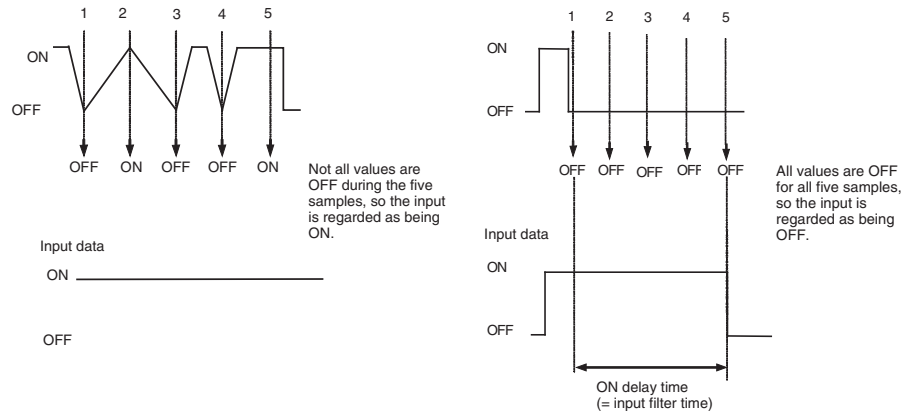 1 2 3 4 5
ON
OFF
OFF ON OFF OFF ON
Not all values are
OFF during the five
samples, so the input
is regarded as being
ON.
Input data
ON
OFF
1 2 3 4 5
ON
OFF
OFF OFF OFF OFF OFF
All values are OFF
for all five samples,
so the input is
regarded as being
OFF.
Input data
ON
OFF
ON delay time
(= input filter time)